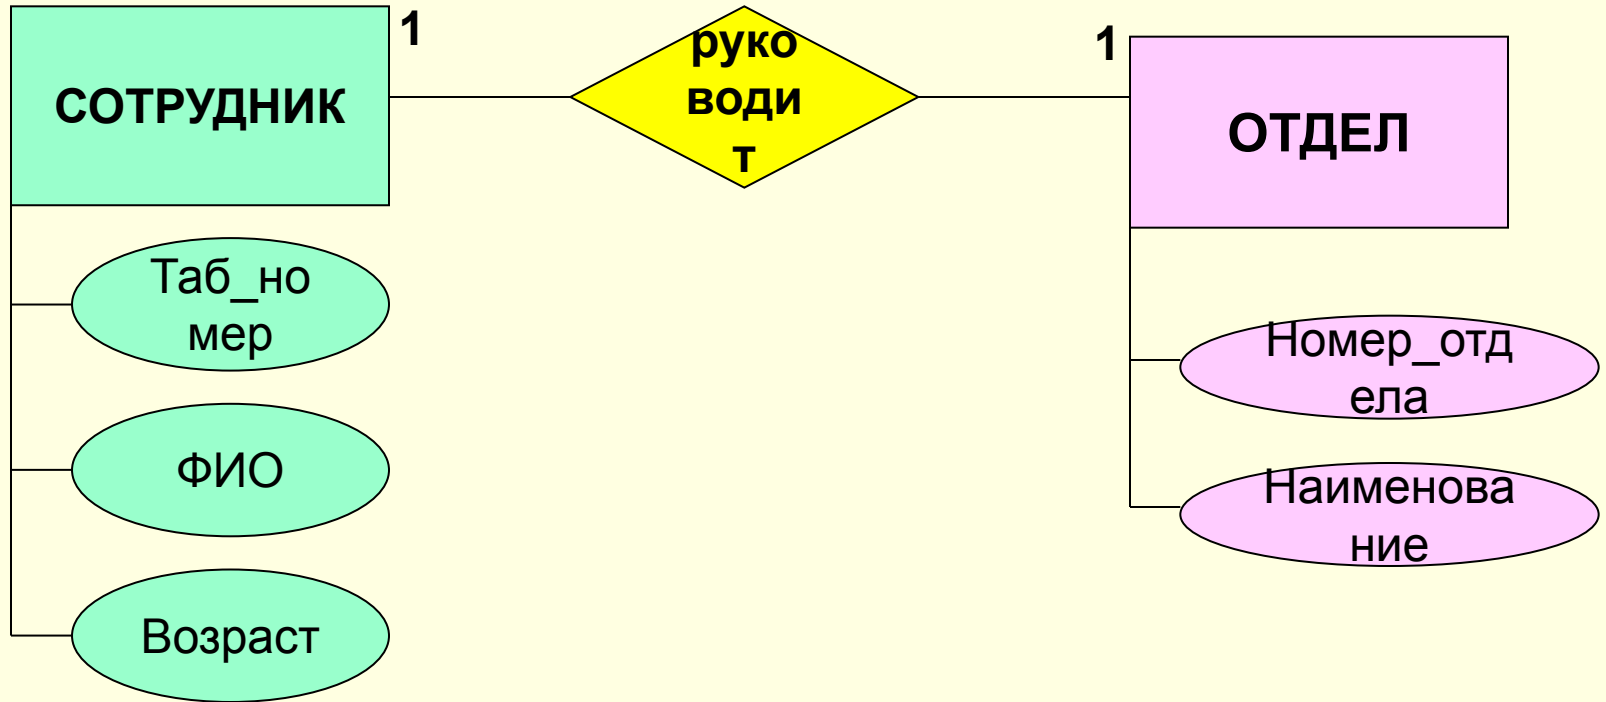 1
СОТРУДНИК
руко
води
т
1
ОТДЕЛ
Таб_но
мер
ФИО
Возраст
Номер_отд
ела
Наименова
ние